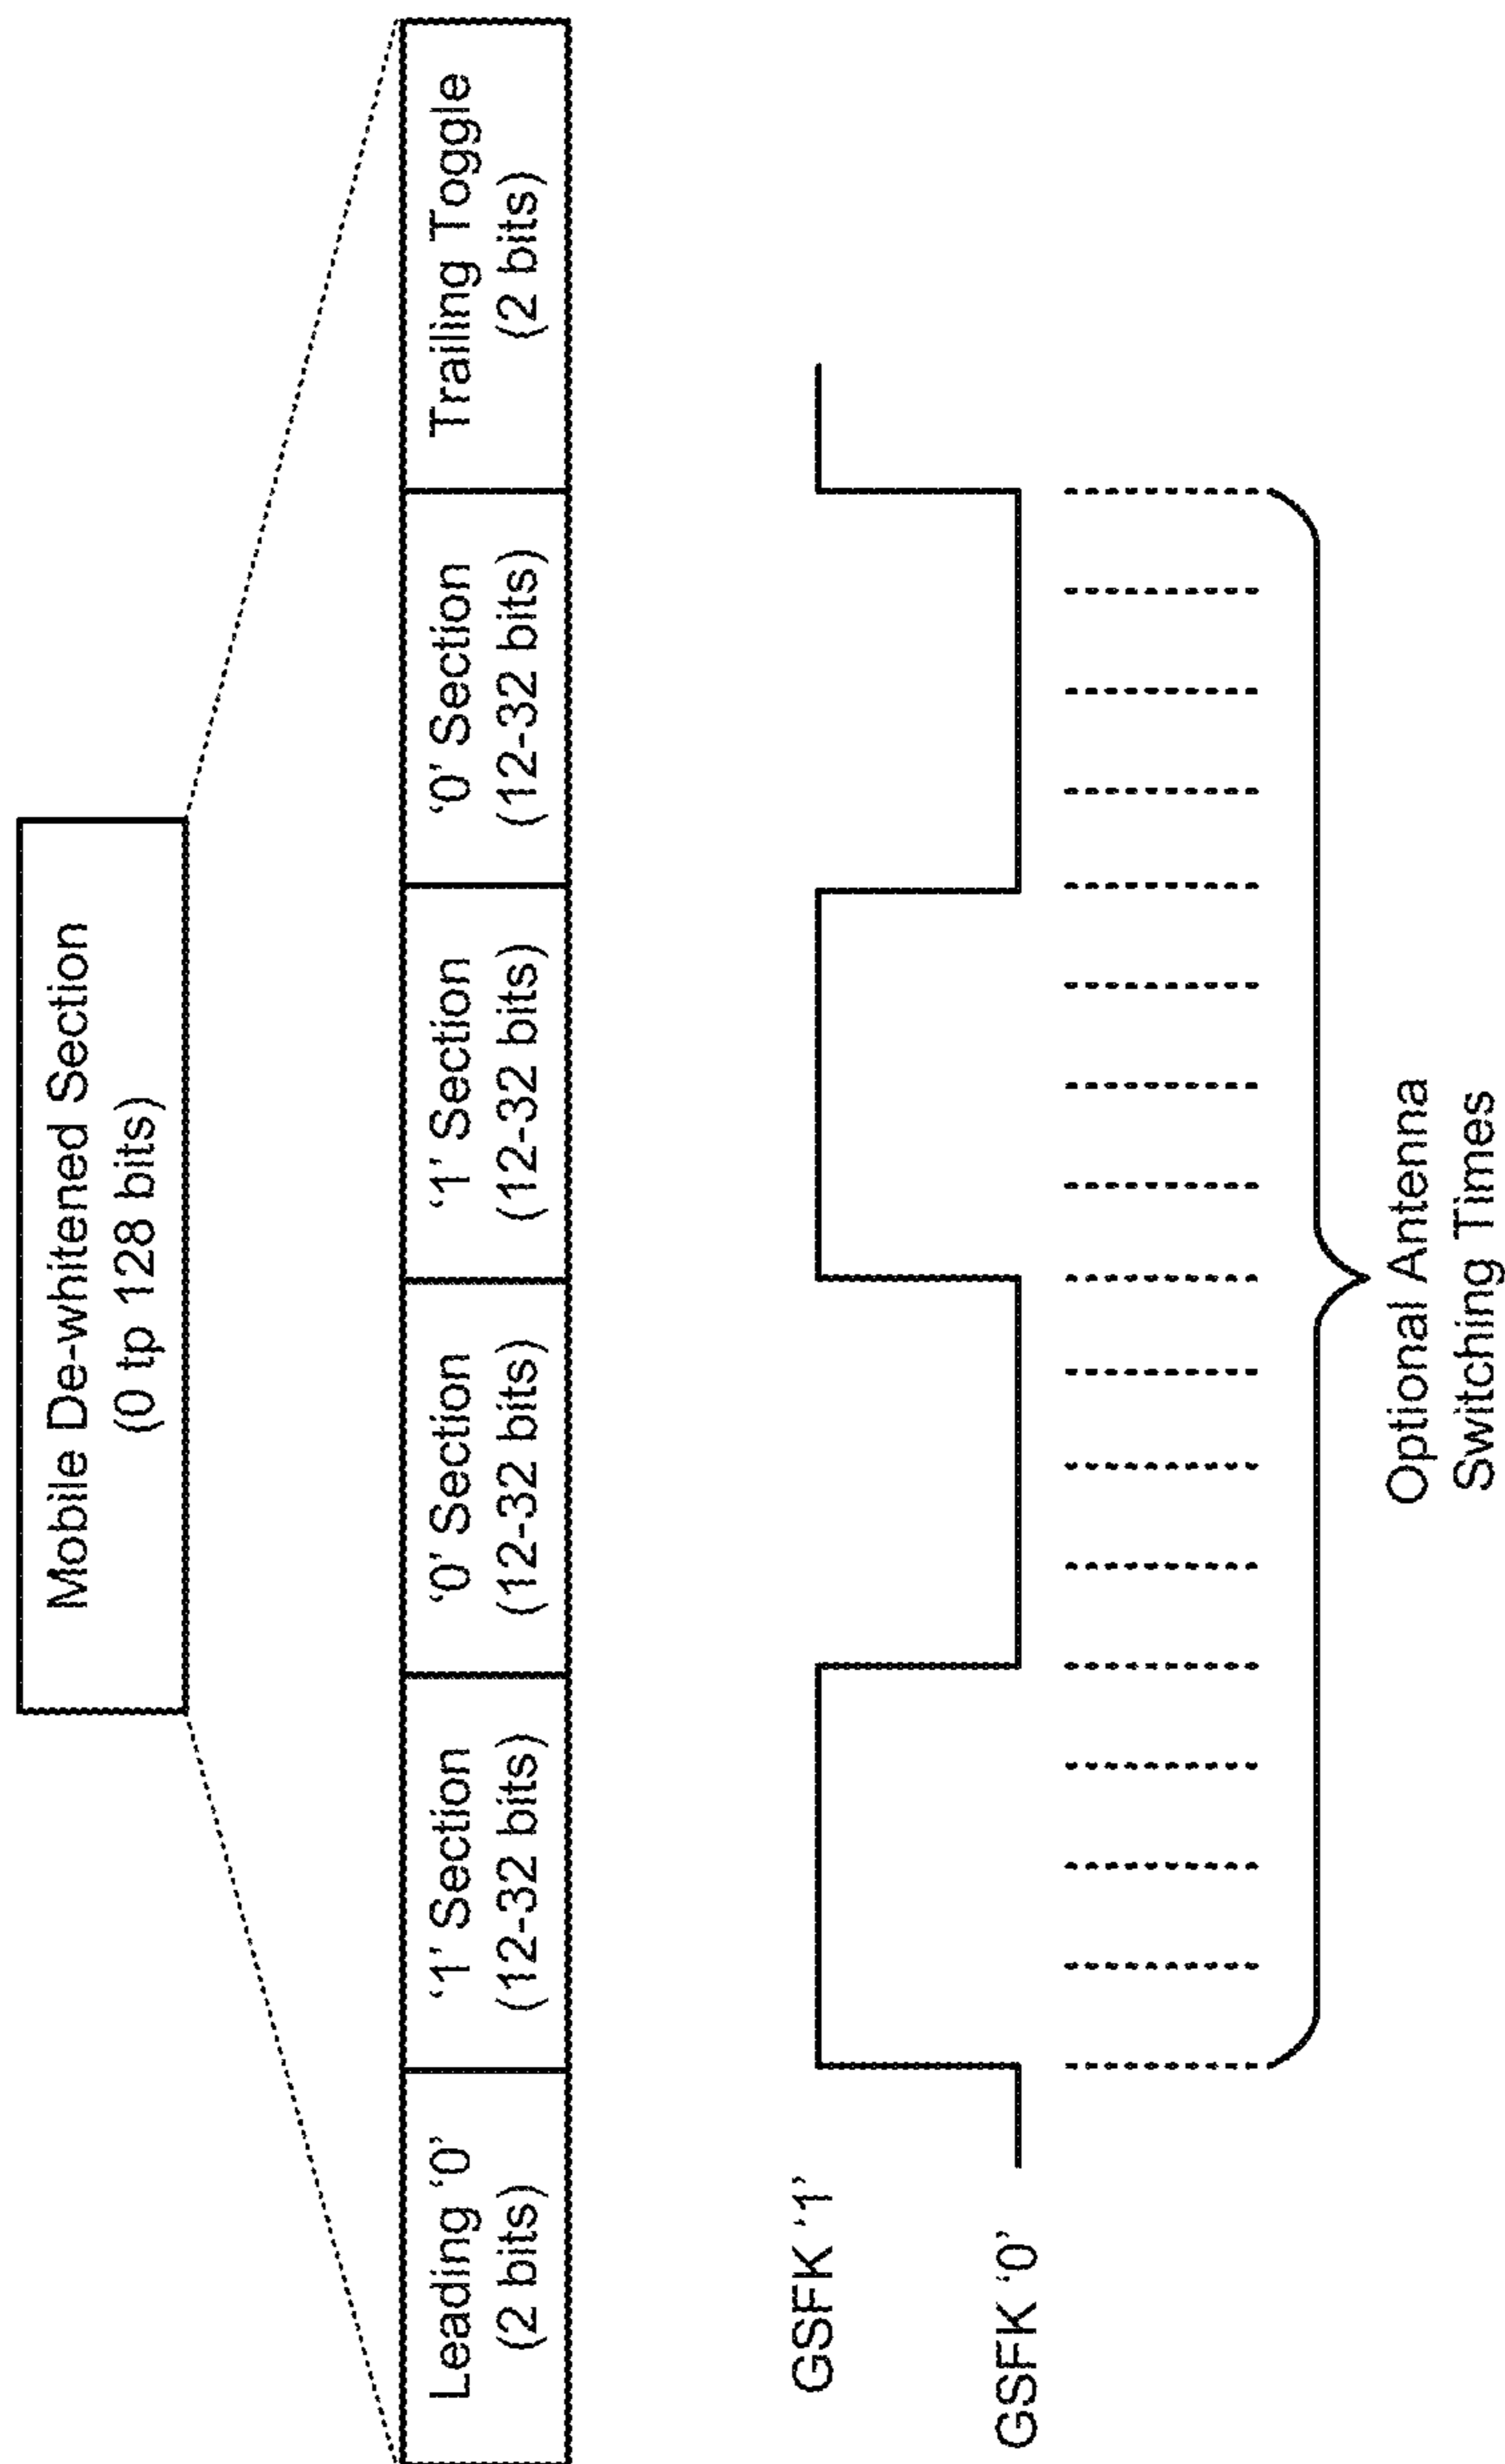 Mobile De-whitened Section
(0 tp 128 bits)
Leading ‘0’
(2 bits)
‘1’ Section
(12-32 bits)
‘0’ Section
(12-32 bits)
‘1’ Section
(12-32 bits)
‘0’ Section
(12-32 bits)
Trailing Toggle
(2 bits)
GSFK ‘1’
GSFK ‘0’
Optional Antenna
Switching Times